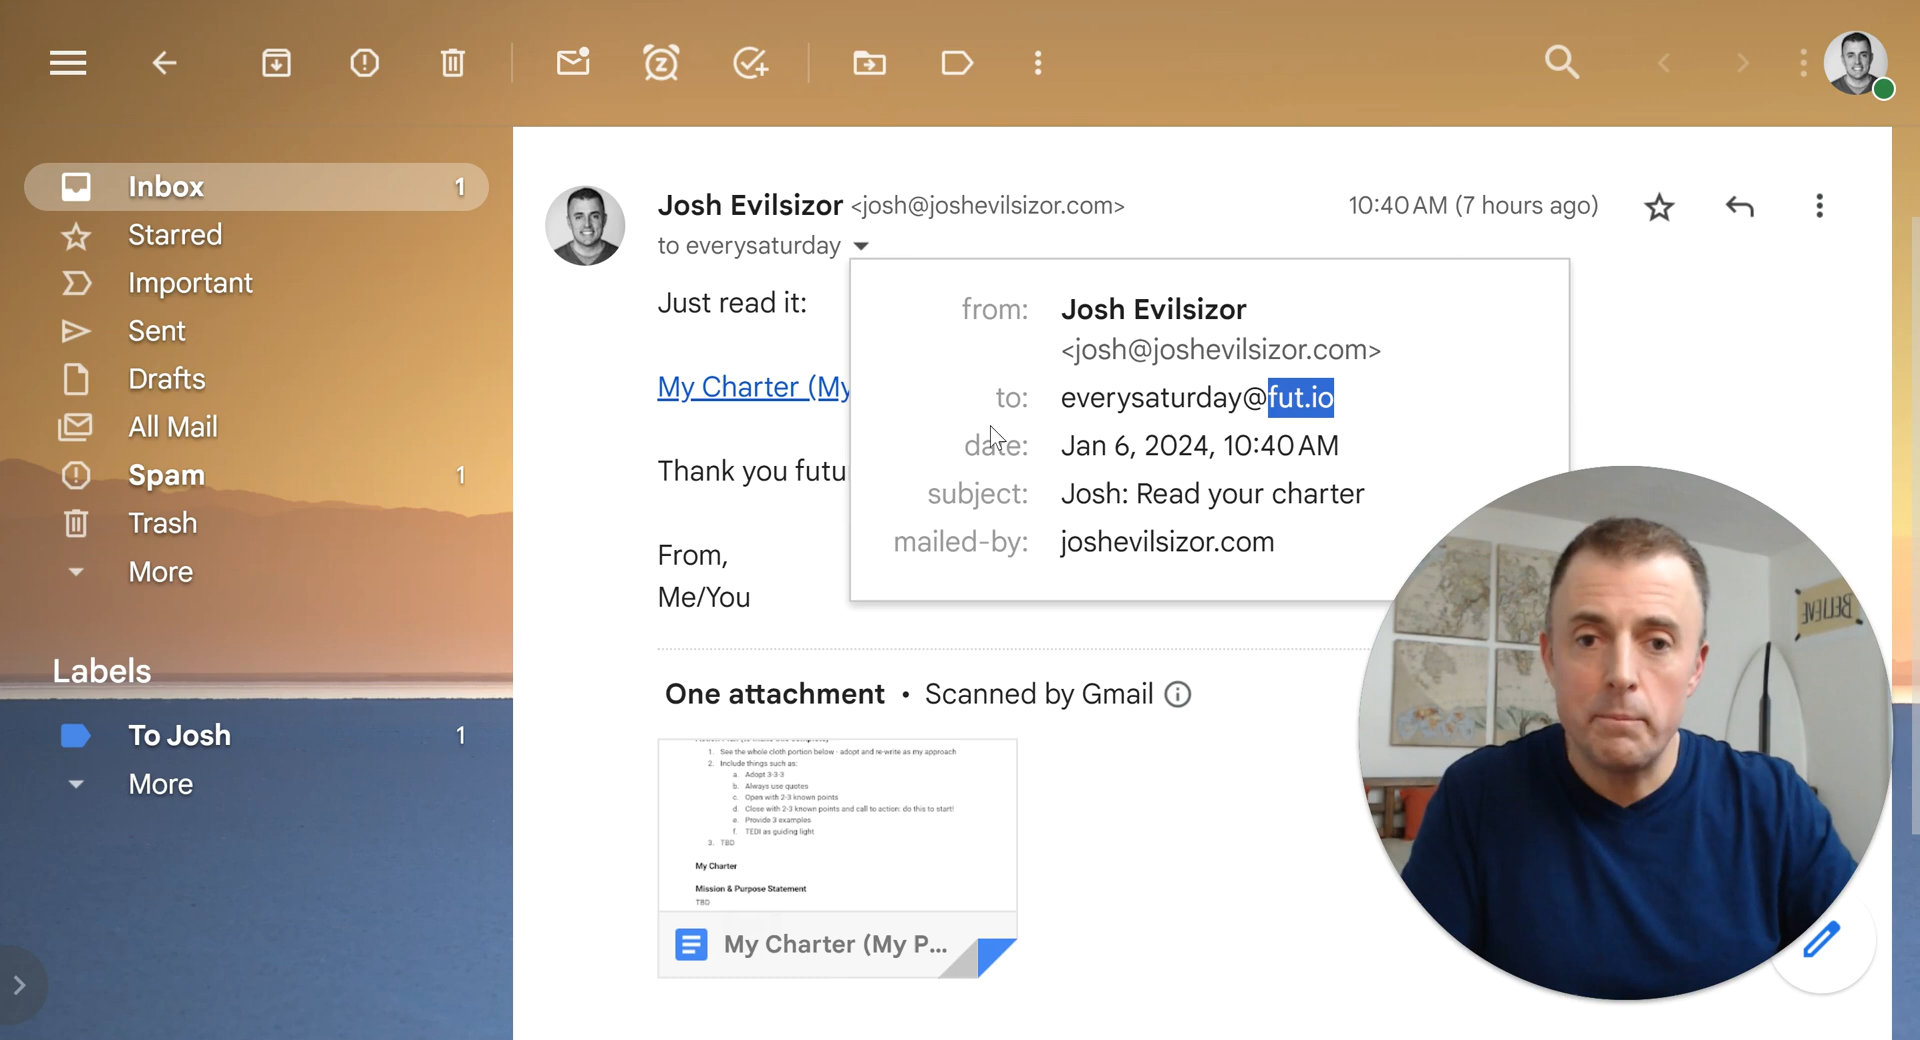 Inbox 1
Starred
Important
Sent
Drafts
All Mail
Spam 1
Trash
More
Labels
To Josh 1
More
Josh Evilsizor <josh@joshevilsizor.com> 10:40 AM (7 hours ago)
to everysaturday
Just read it:
My Charter (My
Thank you futu
From,
Me/You
from: Josh Evilsizor
<josh@joshevilsizor.com>
to: everysaturday@fut.io
date: Jan 6, 2024, 10:40 AM
subject: Josh: Read your charter
mailed-by: joshevilsizor.com
One attachment • Scanned by Gmail
1. See the whole cloth portion below - adopt and re-write as my approach
2. Include things such as:
a. Adopt 3-3-3
b. Always use quotes
c. Open with 2-3 known points
d. Close with 2-3 known points and call to action: do this to start!
e. Provide 3 examples
f. TEDI as guiding light
3. TBD
My Charter
Mission & Purpose Statement
TBD
My Charter (My P...
BELIEVE